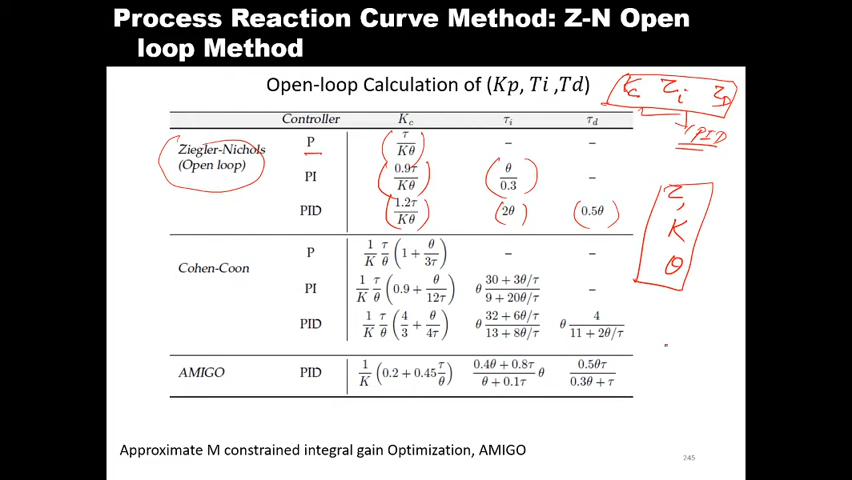 Process Reaction Curve Method: Z-N Open
loop Method
Open-loop Calculation of (Kp, Ti ,Td)
Kc τi τD
PID
Controller Kc τi τd
Ziegler-Nichols (Open loop) P τ/Kθ – –
PI 0.9τ/Kθ θ/0.3 –
PID 1.2τ/Kθ 2θ 0.5θ
τ,
K
θ
Cohen-Coon P 1/K τ/θ (1 + θ/3τ) – –
PI 1/K τ/θ (0.9 + θ/12τ) θ (30 + 3θ/τ)/(9 + 20θ/τ) –
PID 1/K τ/θ (4/3 + θ/4τ) θ (32 + 6θ/τ)/(13 + 8θ/τ) θ 4/(11 + 2θ/τ)
AMIGO PID 1/K (0.2 + 0.45 τ/θ) (0.4θ + 0.8τ)/(θ + 0.1τ) θ 0.5θτ/(0.3θ + τ)
Approximate M constrained integral gain Optimization, AMIGO
245